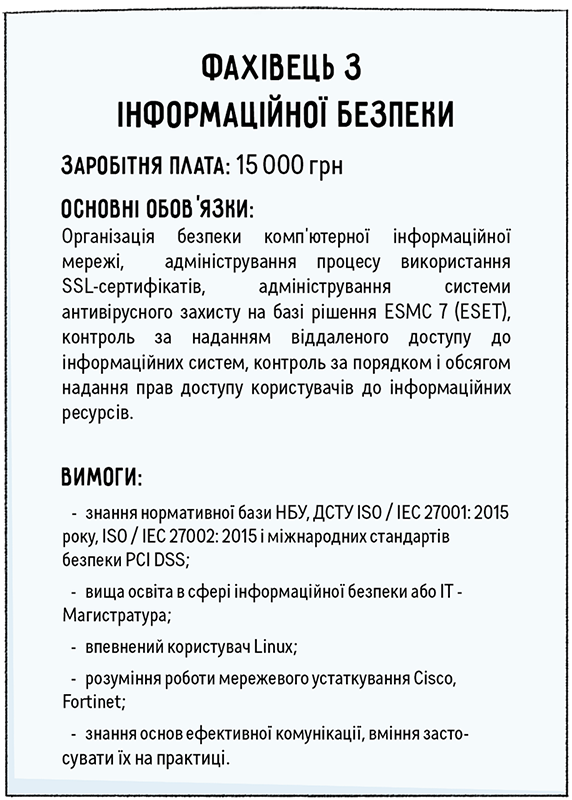 ФАХІВЕЦЬ З
ІНФОРМАЦІЙНОЇ БЕЗПЕКИ
ЗАРОБІТНЯ ПЛАТА: 15 000 грн
ОСНОВНІ ОБОВ'ЯЗКИ:
Організація безпеки комп'ютерної інформаційної
мережі, адміністрування процесу використання
SSL-сертифікатів, адміністрування системи
антивірусного захисту на базі рішення ESMC 7 (ESET),
контроль за наданням віддаленого доступу до
інформаційних систем, контроль за порядком і обсягом
надання прав доступу користувачів до інформаційних
ресурсів.
ВИМОГИ:
- знання нормативної бази НБУ, ДСТУ ISO / IEC 27001: 2015
року, ISO / IEC 27002: 2015 і міжнародних стандартів
безпеки PCI DSS;
- вища освіта в сфері інформаційної безпеки або IT -
Магистратура;
- впевнений користувач Linux;
- розуміння роботи мережевого устаткування Cisco,
Fortinet;
- знання основ ефективної комунікації, вміння засто-
сувати їх на практиці.